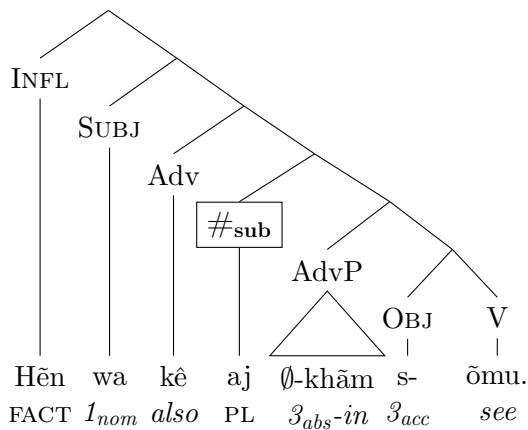 INFL
SUBJ
Adv
#sub
AdvP
OBJ V
Hẽn wa kê aj ∅-khãm s- õmu.
FACT 1nom also PL 3abs-in 3acc see